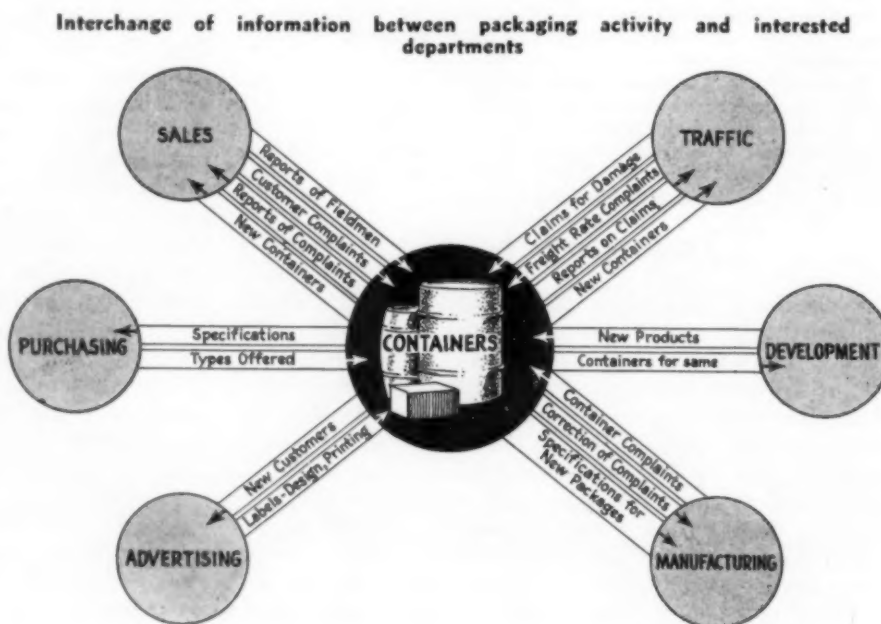 Interchange of information between packaging activity and interested
departments
SALES
TRAFFIC
Reports of Fieldmen
Customer Complaints
Reports of Complaints
New Containers
Claims for Damage
Freight Rate Complaints
Reports on Claims
New Containers
PURCHASING
Specifications
Types Offered
CONTAINERS
New Products
Containers for same
DEVELOPMENT
New Customers
Labels-Design, Printing
Container Complaints
Correction of Complaints
Specifications for
New Packages
ADVERTISING
MANUFACTURING